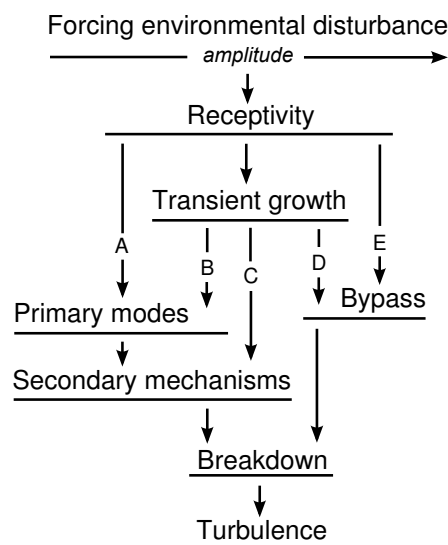 Forcing environmental disturbance
amplitude
Receptivity
Transient growth
A
B
C
D
E
Primary modes
Bypass
Secondary mechanisms
Breakdown
Turbulence